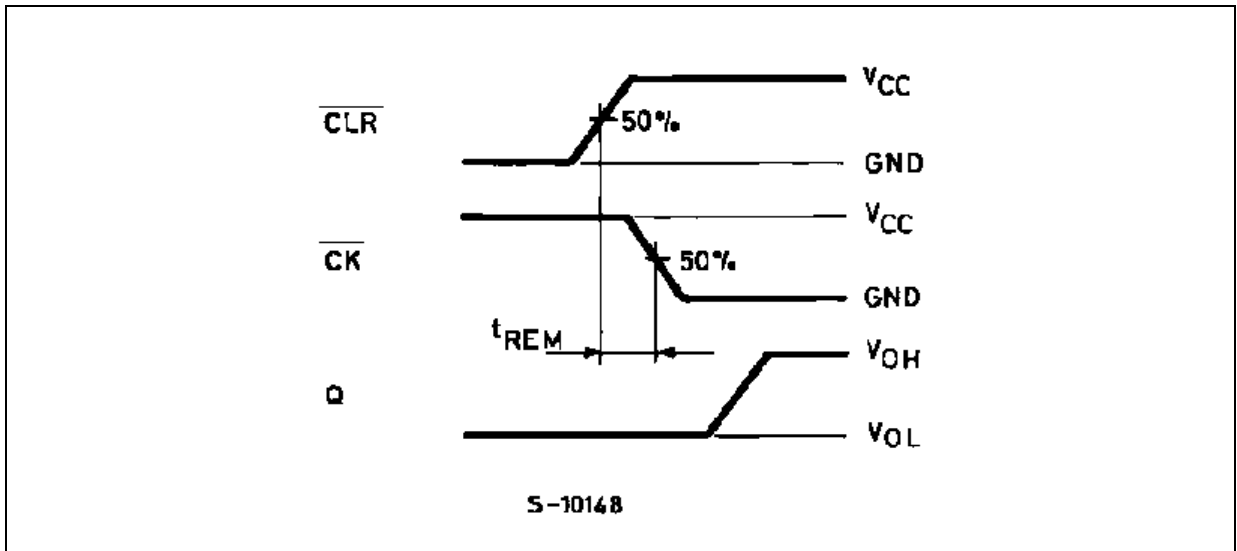 VCC
CLR
50%
GND
VCC
CK
50%
GND
tREM
VOH
Q
VOL
S-10148